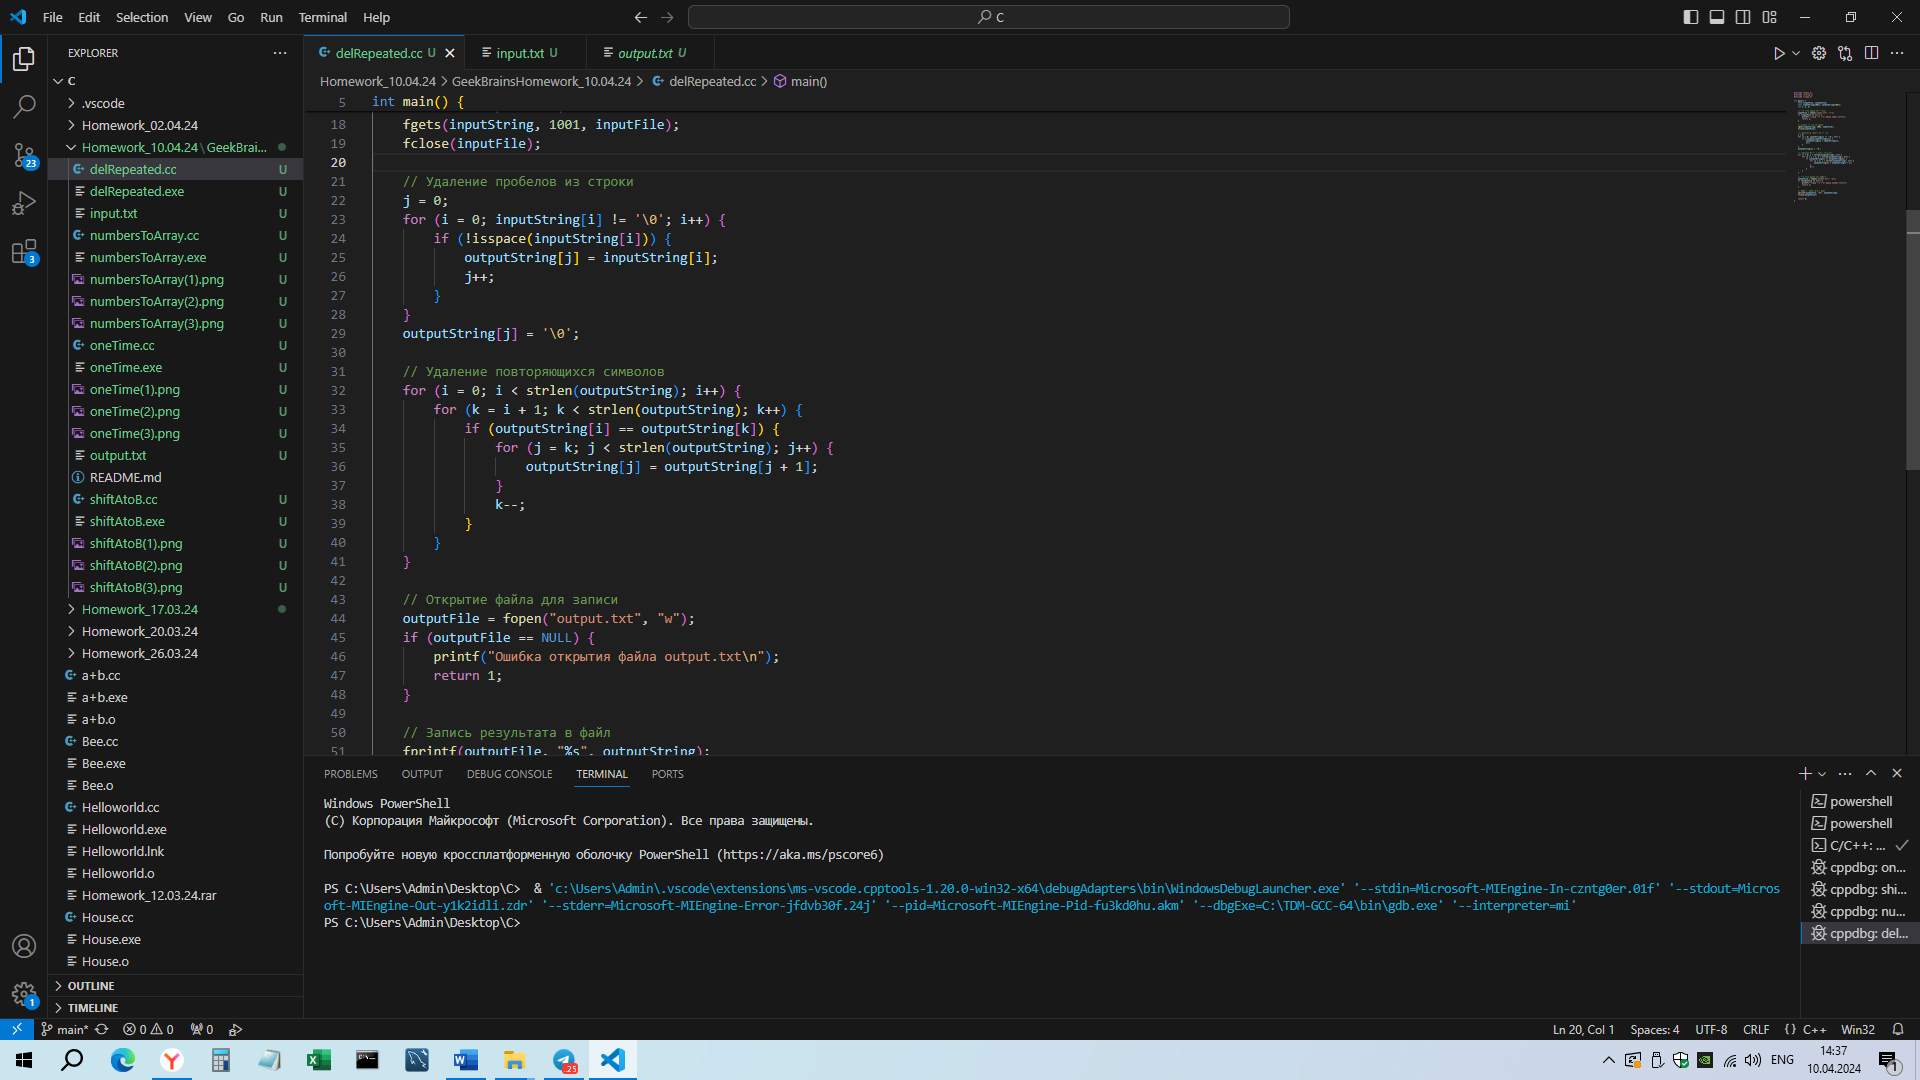 File Edit Selection View Go Run Terminal Help
C
EXPLORER
C
.vscode
Homework_02.04.24
Homework_10.04.24\GeekBrai...
delRepeated.cc U
delRepeated.exe U
input.txt U
numbersToArray.cc U
numbersToArray.exe U
numbersToArray(1).png U
numbersToArray(2).png U
numbersToArray(3).png U
oneTime.cc U
oneTime.exe U
oneTime(1).png U
oneTime(2).png U
oneTime(3).png U
output.txt U
README.md
shiftAtoB.cc U
shiftAtoB.exe U
shiftAtoB(1).png U
shiftAtoB(2).png U
shiftAtoB(3).png U
Homework_17.03.24
Homework_20.03.24
Homework_26.03.24
a+b.cc
a+b.exe
a+b.o
Bee.cc
Bee.exe
Bee.o
Helloworld.cc
Helloworld.exe
Helloworld.lnk
Helloworld.o
Homework_12.03.24.rar
House.cc
House.exe
House.o
OUTLINE
TIMELINE
23
3
1
delRepeated.cc U input.txt U output.txt U
Homework_10.04.24 > GeekBrainsHomework_10.04.24 > delRepeated.cc > main()
5 int main() {
18 fgets(inputString, 1001, inputFile);
19 fclose(inputFile);
20
21 // Удаление пробелов из строки
22 j = 0;
23 for (i = 0; inputString[i] != '\0'; i++) {
24 if (!isspace(inputString[i])) {
25 outputString[j] = inputString[i];
26 j++;
27 }
28 }
29 outputString[j] = '\0';
30
31 // Удаление повторяющихся символов
32 for (i = 0; i < strlen(outputString); i++) {
33 for (k = i + 1; k < strlen(outputString); k++) {
34 if (outputString[i] == outputString[k]) {
35 for (j = k; j < strlen(outputString); j++) {
36 outputString[j] = outputString[j + 1];
37 }
38 k--;
39 }
40 }
41 }
42
43 // Открытие файла для записи
44 outputFile = fopen("output.txt", "w");
45 if (outputFile == NULL) {
46 printf("Ошибка открытия файла output.txt\n");
47 return 1;
48 }
49
50 // Запись результата в файл
51 fprintf(outputFile, "%s", outputString);
PROBLEMS OUTPUT DEBUG CONSOLE TERMINAL PORTS
Windows PowerShell
(C) Корпорация Майкрософт (Microsoft Corporation). Все права защищены.
Попробуйте новую кроссплатформенную оболочку PowerShell (https://aka.ms/pscore6)
PS C:\Users\Admin\Desktop\C>  & 'c:\Users\Admin\.vscode\extensions\ms-vscode.cpptools-1.20.0-win32-x64\debugAdapters\bin\WindowsDebugLauncher.exe' '--stdin=Microsoft-MIEngine-In-czntg0er.01f' '--stdout=Micros
oft-MIEngine-Out-y1k2idli.zdr' '--stderr=Microsoft-MIEngine-Error-jfdvb30f.24j' '--pid=Microsoft-MIEngine-Pid-fu3kd0hu.akm' '--dbgExe=C:\TDM-GCC-64\bin\gdb.exe' '--interpreter=mi'
PS C:\Users\Admin\Desktop\C>
powershell
powershell
C/C++: ...
cppdbg: on...
cppdbg: shi...
cppdbg: nu...
cppdbg: del...
main* 0 0 0 Ln 20, Col 1 Spaces: 4 UTF-8 CRLF {} C++ Win32
.25
ENG
14:37
10.04.2024
1